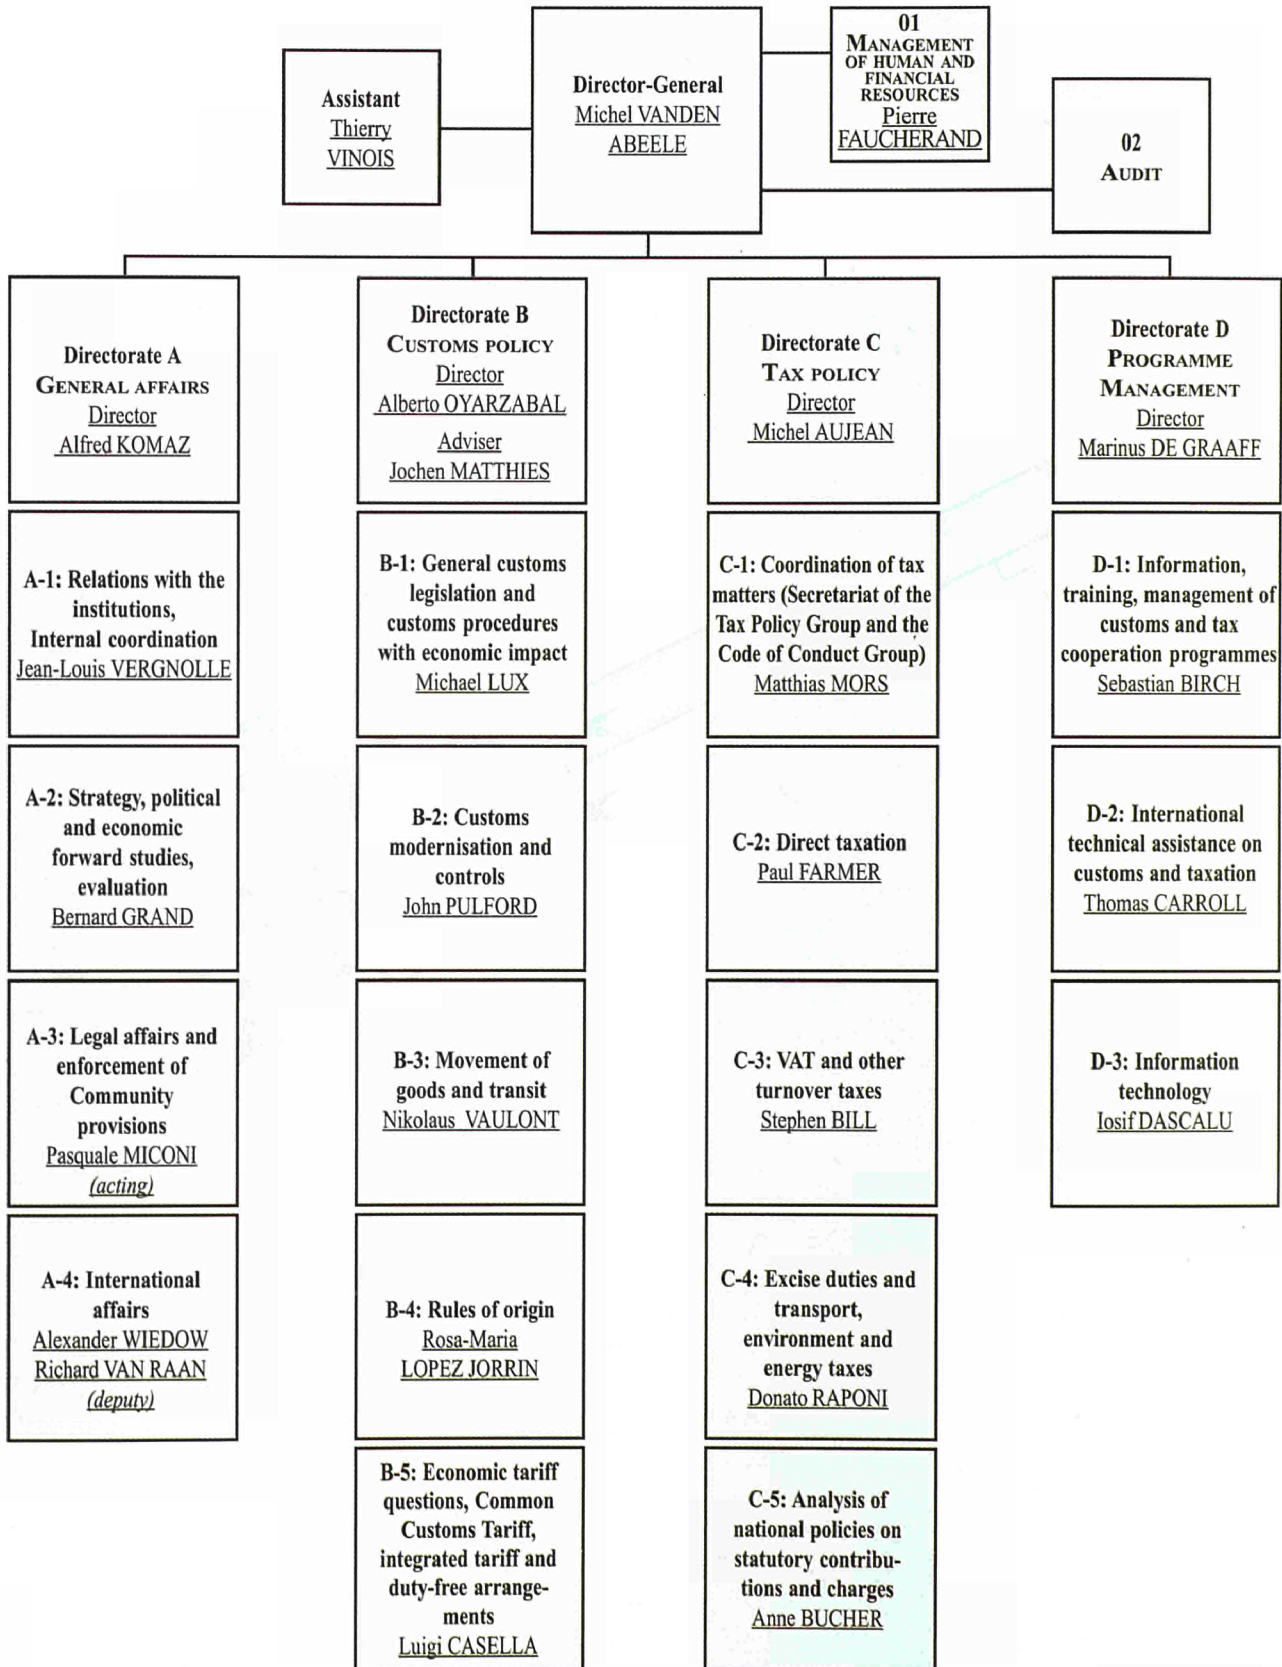 Assistant
Thierry
VINOIS
Director-General
Michel VANDEN
ABEELE
01
MANAGEMENT
OF HUMAN AND
FINANCIAL
RESOURCES
Pierre
FAUCHERAND
02
AUDIT
Directorate A
GENERAL AFFAIRS
Director
Alfred KOMAZ
Directorate B
CUSTOMS POLICY
Director
Alberto OYARZABAL
Adviser
Jochen MATTHIES
Directorate C
TAX POLICY
Director
Michel AUJEAN
Directorate D
PROGRAMME
MANAGEMENT
Director
Marinus DE GRAAFF
A-1: Relations with the
institutions,
Internal coordination
Jean-Louis VERGNOLLE
B-1: General customs
legislation and
customs procedures
with economic impact
Michael LUX
C-1: Coordination of tax
matters (Secretariat of the
Tax Policy Group and the
Code of Conduct Group)
Matthias MORS
D-1: Information,
training, management of
customs and tax
cooperation programmes
Sebastian BIRCH
A-2: Strategy, political
and economic
forward studies,
evaluation
Bernard GRAND
B-2: Customs
modernisation and
controls
John PULFORD
C-2: Direct taxation
Paul FARMER
D-2: International
technical assistance on
customs and taxation
Thomas CARROLL
A-3: Legal affairs and
enforcement of
Community
provisions
Pasquale MICONI
(acting)
B-3: Movement of
goods and transit
Nikolaus VAULONT
C-3: VAT and other
turnover taxes
Stephen BILL
D-3: Information
technology
Iosif DASCALU
A-4: International
affairs
Alexander WIEDOW
Richard VAN RAAN
(deputy)
B-4: Rules of origin
Rosa-Maria
LOPEZ JORRIN
C-4: Excise duties and
transport,
environment and
energy taxes
Donato RAPONI
B-5: Economic tariff
questions, Common
Customs Tariff,
integrated tariff and
duty-free arrange-
ments
Luigi CASELLA
C-5: Analysis of
national policies on
statutory contribu-
tions and charges
Anne BUCHER